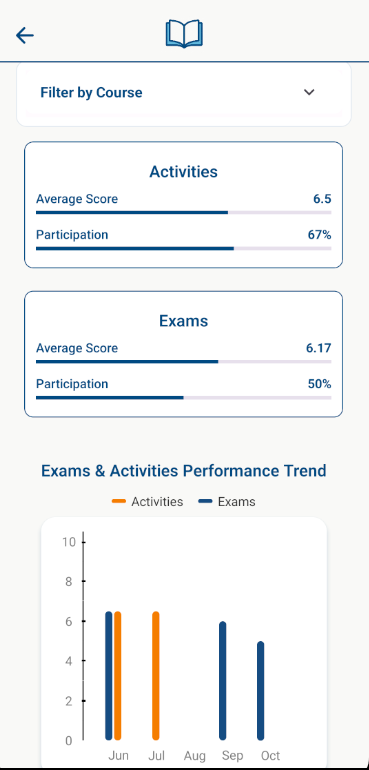 Filter by Course
Activities
Average Score 6.5
Participation 67%
Exams
Average Score 6.17
Participation 50%
Exams & Activities Performance Trend
Activities Exams
10
8
6
4
2
0
Jun Jul Aug Sep Oct